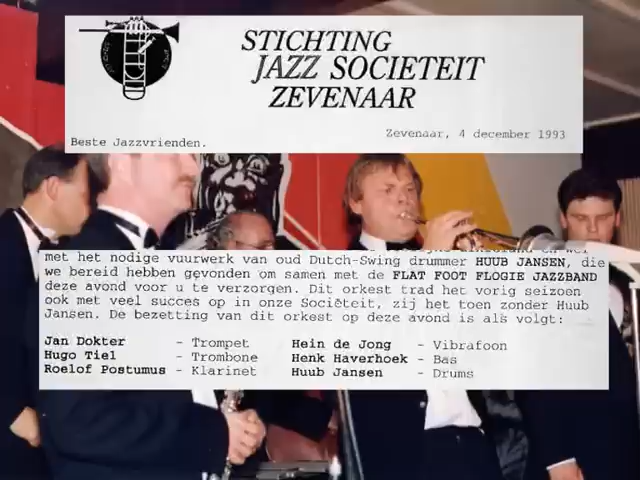 STICHTING
JAZZ SOCIETEIT
ZEVENAAR
Zevenaar, 4 december 1993
Beste Jazzvrienden.
met het nodige vuurwerk van oud Dutch-Swing drummer HUUB JANSEN, die
we bereid hebben gevonden om samen met de FLAT FOOT FLOGIE JAZZBAND
deze avond voor u te verzorgen. Dit orkest trad het vorig seizoen
ook met veel succes op in onze Sociëteit, zij het toen zonder Huub
Jansen. De bezetting van dit orkest op deze avond is als volgt:
Jan Dokter - Trompet Hein de Jong - Vibrafoon
Hugo Tiel - Trombone Henk Haverhoek - Bas
Roelof Postumus - Klarinet Huub Jansen - Drums